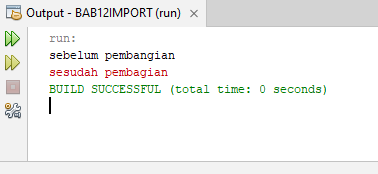 Output - BAB12IMPORT (run)
run:
sebelum pembangian
sesudah pembagian
BUILD SUCCESSFUL (total time: 0 seconds)